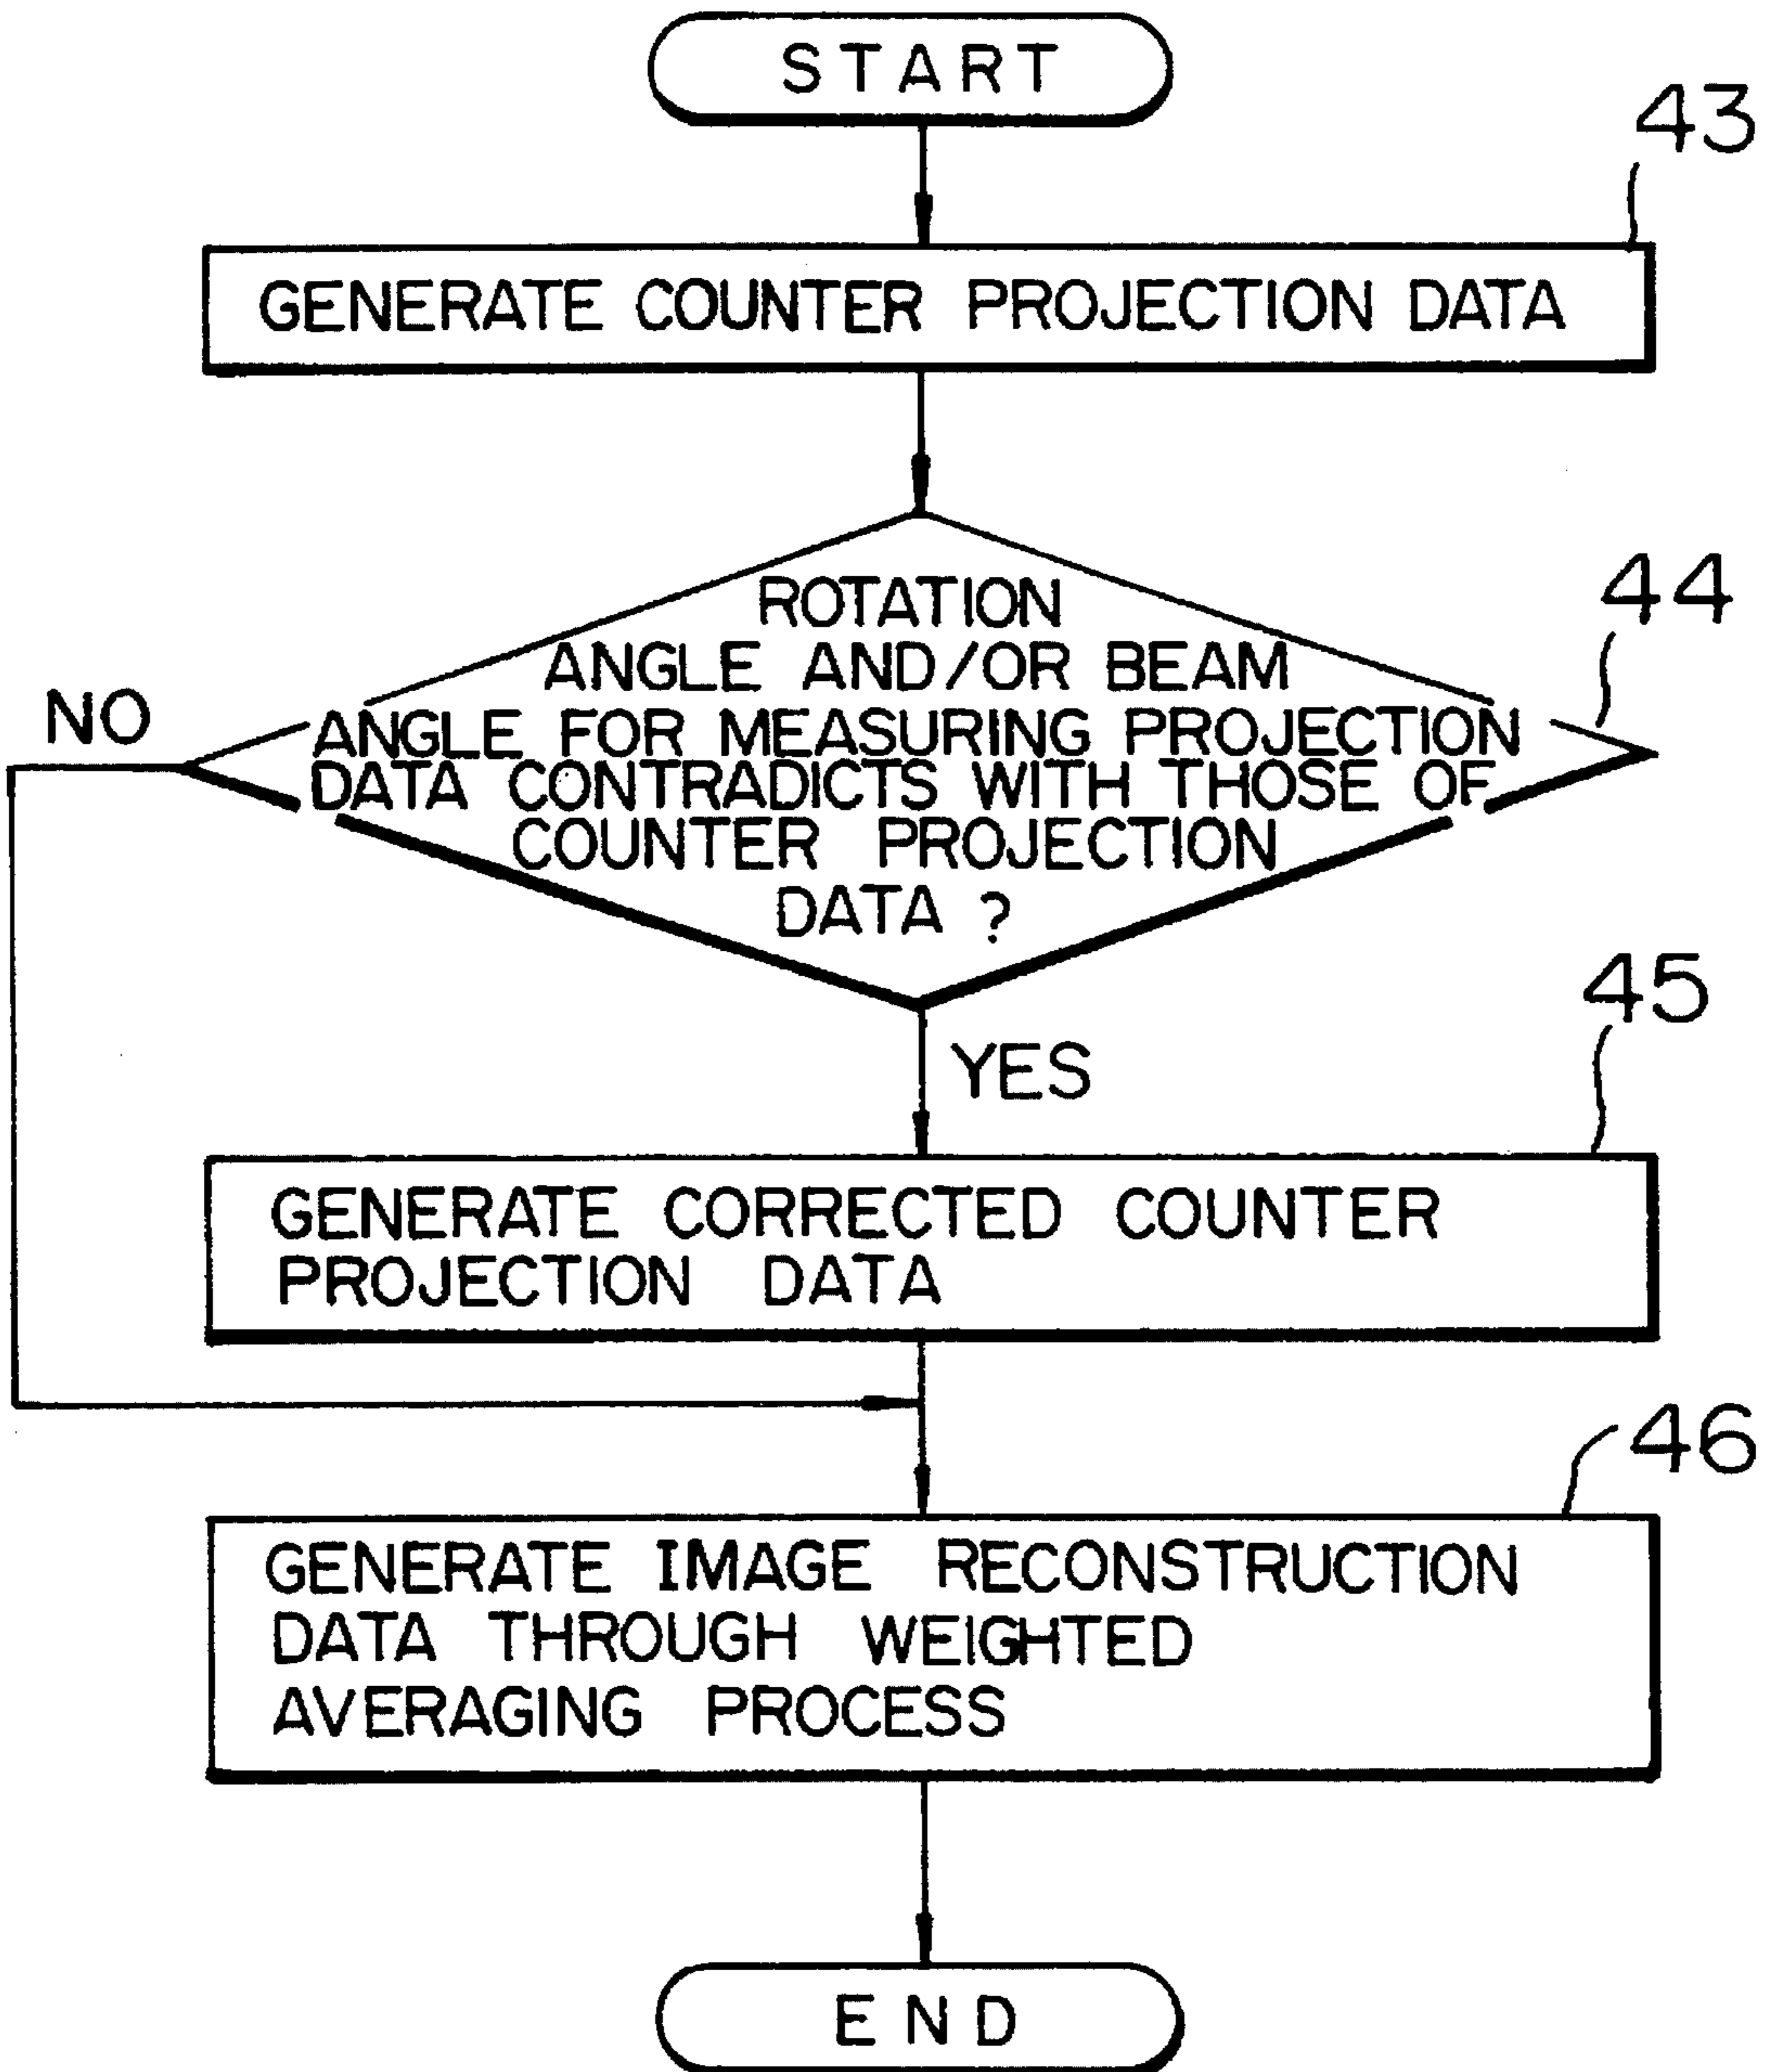 START
43
GENERATE COUNTER PROJECTION DATA
44
ROTATION
ANGLE AND/OR BEAM
ANGLE FOR MEASURING PROJECTION
DATA CONTRADICTS WITH THOSE OF
COUNTER PROJECTION
DATA ?
NO
YES
45
GENERATE CORRECTED COUNTER
PROJECTION DATA
46
GENERATE IMAGE RECONSTRUCTION
DATA THROUGH WEIGHTED
AVERAGING PROCESS
END